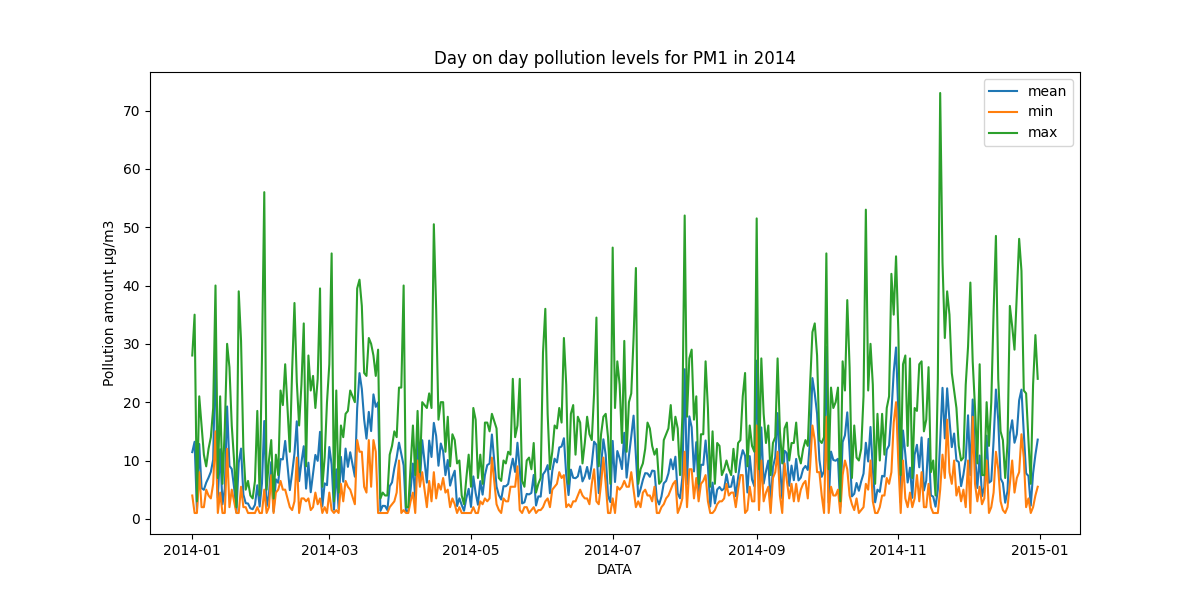 Day on day pollution levels for PM1 in 2014
mean
min
max
Pollution amount µg/m3
70
60
50
40
30
20
10
0
2014-01
2014-03
2014-05
2014-07
2014-09
2014-11
2015-01
DATA